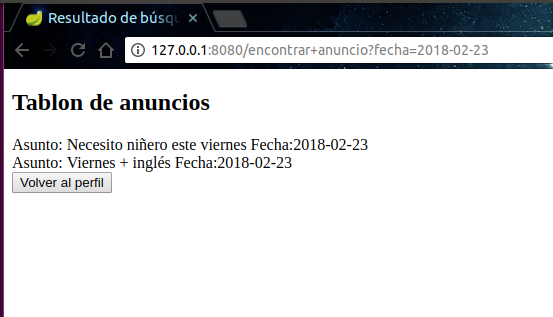 Resultado de búsqu
127.0.0.1:8080/encontrar+anuncio?fecha=2018-02-23
Tablon de anuncios
Asunto: Necesito niñero este viernes Fecha:2018-02-23
Asunto: Viernes + inglés Fecha:2018-02-23
Volver al perfil